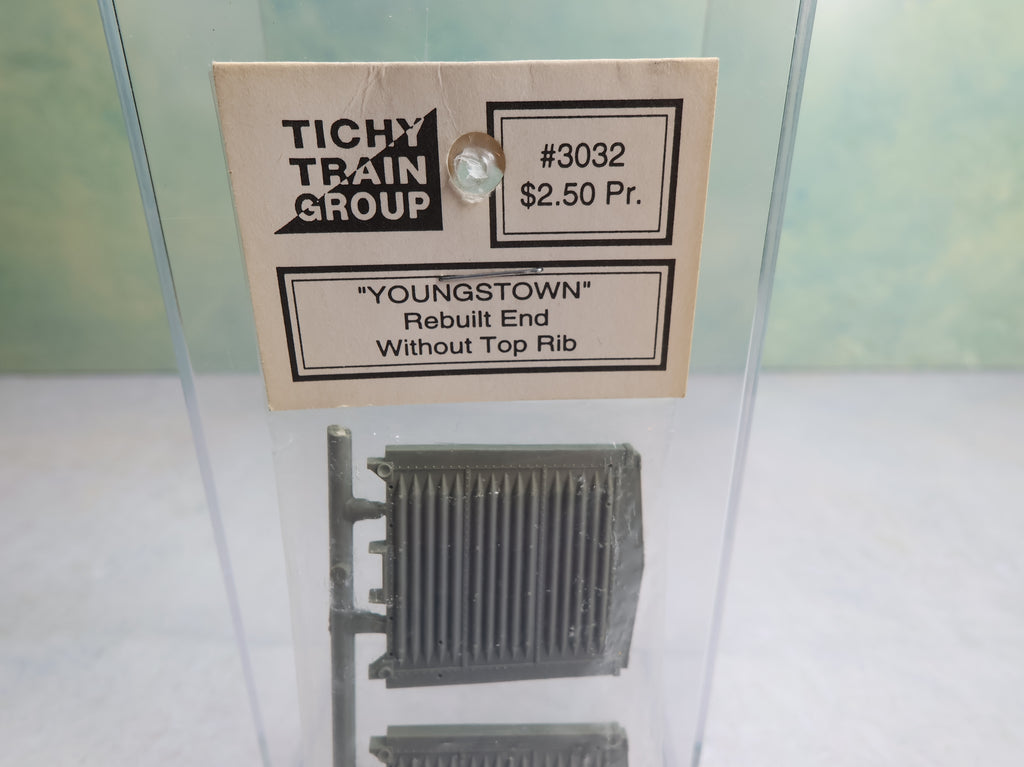 TICHY
TRAIN
GROUP
#3032
$2.50 Pr.
"YOUNGSTOWN"
Rebuilt End
Without Top Rib